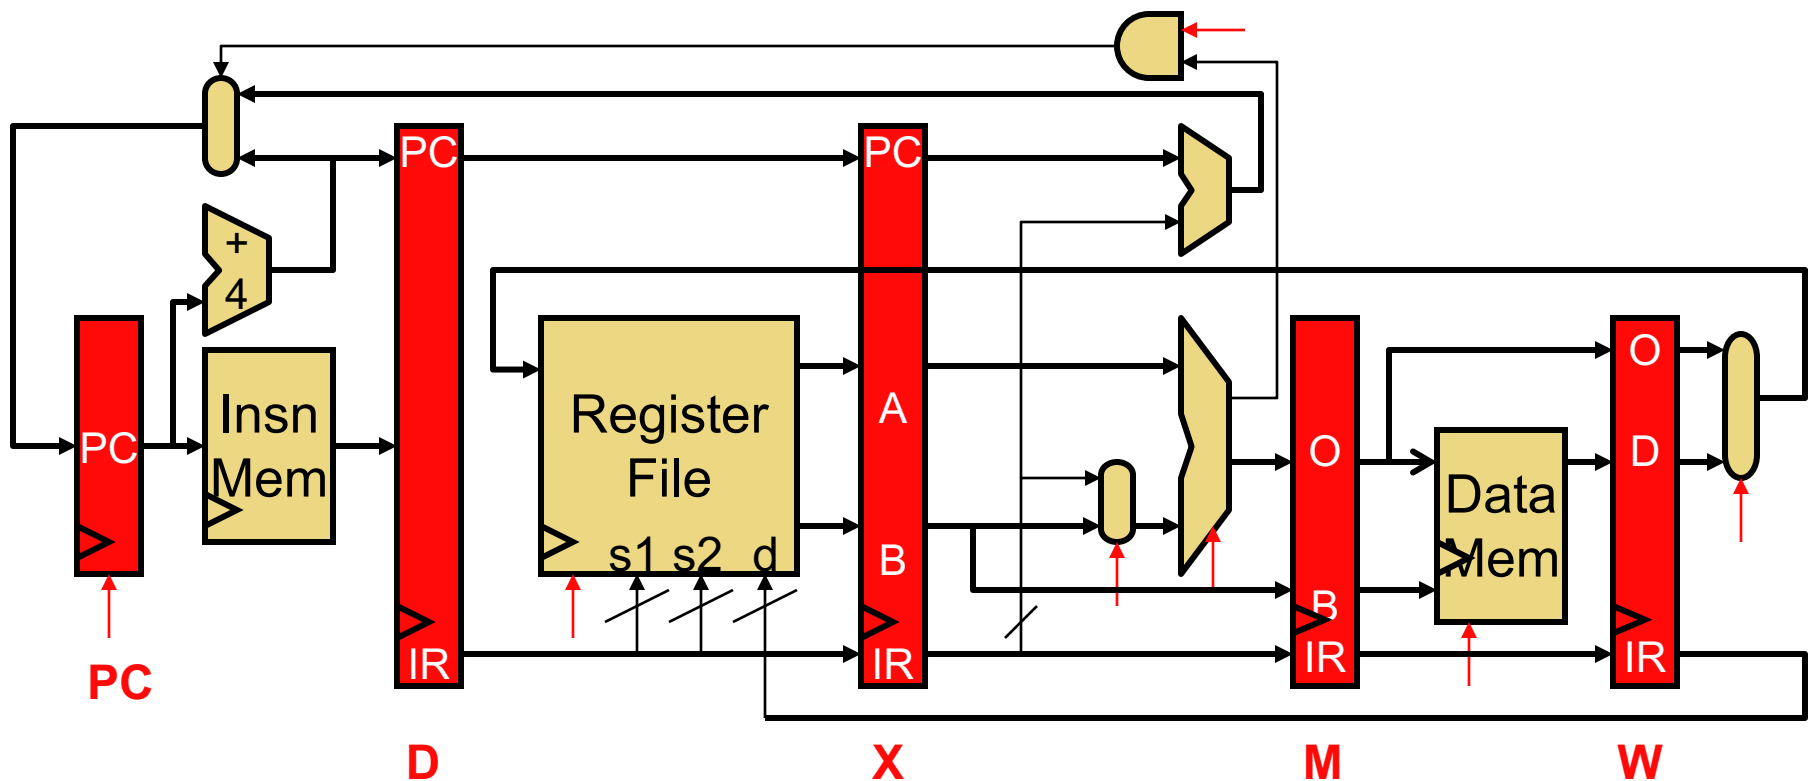 PC
PC
+
4
O
Insn
Mem
Register
File
A
O
D
PC
Data
Mem
s1 s2 d
B
B
IR
IR
IR
IR
PC
D
X
M
W